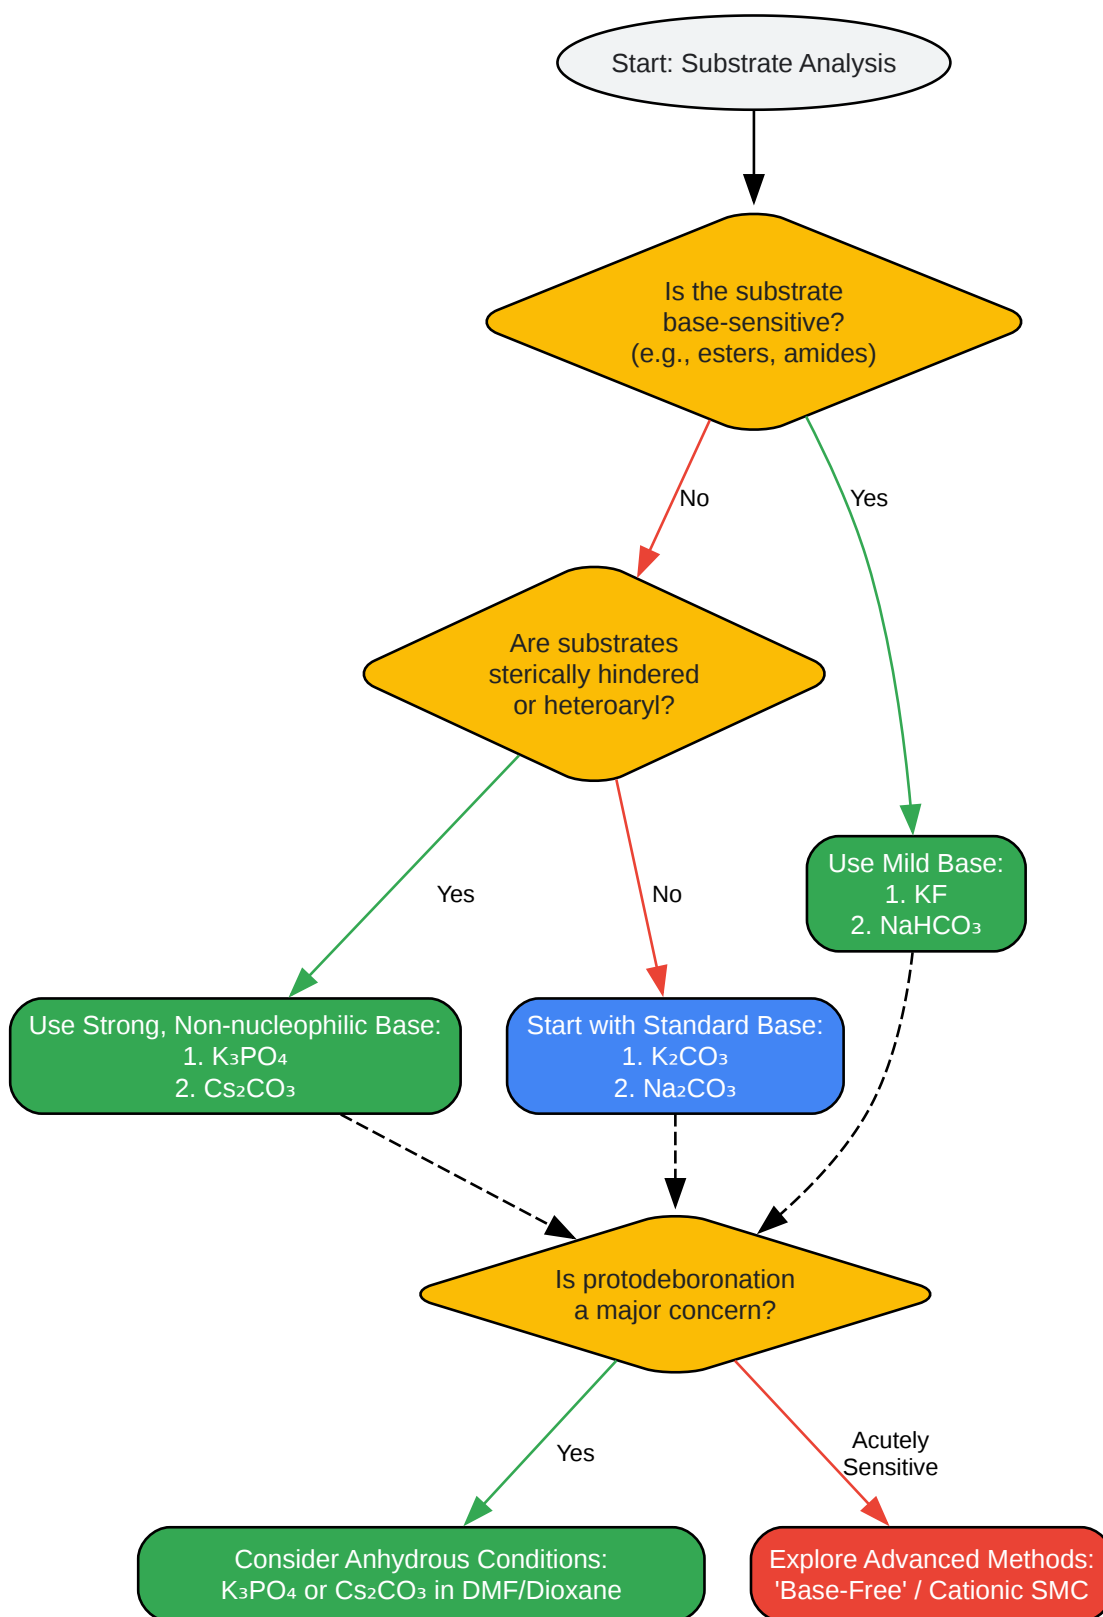 Start: Substrate Analysis
Is the substrate
base-sensitive?
(e.g., esters, amides)
No
Yes
Are substrates
sterically hindered
or heteroaryl?
Yes
No
Use Mild Base:
1. KF
2. NaHCO₃
Use Strong, Non-nucleophilic Base:
1. K₃PO₄
2. Cs₂CO₃
Start with Standard Base:
1. K₂CO₃
2. Na₂CO₃
Is protodeboronation
a major concern?
Yes
Acutely
Sensitive
Consider Anhydrous Conditions:
K₃PO₄ or Cs₂CO₃ in DMF/Dioxane
Explore Advanced Methods:
'Base-Free' / Cationic SMC